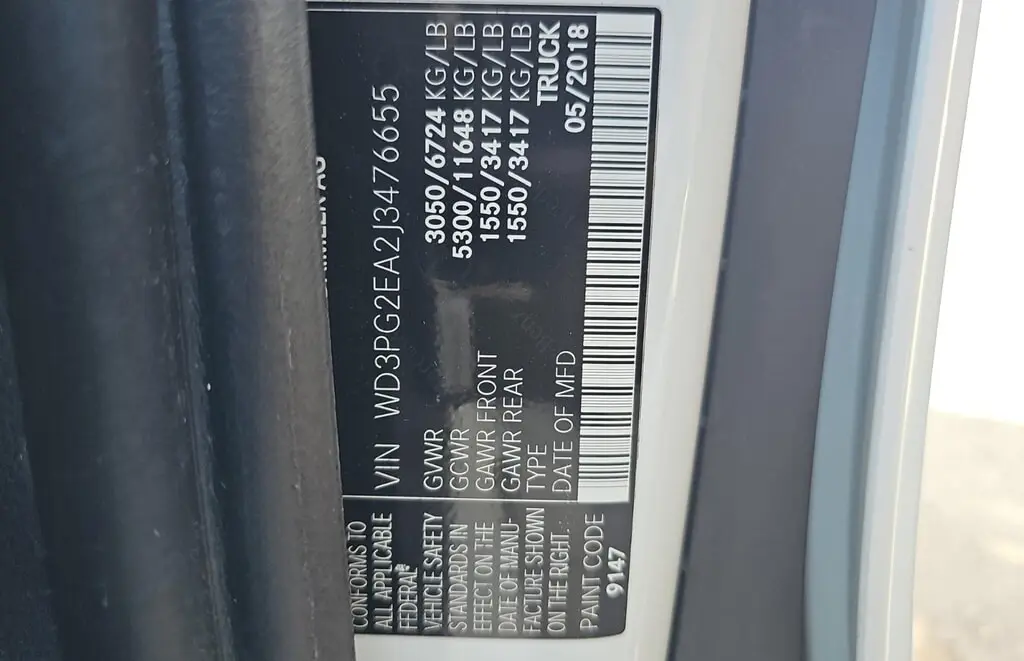 DAIMLER AG
VIN WD3PG2EA2J3476655
GVWR 3050/6724 KG/LB
GCWR 5300/11648 KG/LB
GAWR FRONT 1550/3417 KG/LB
GAWR REAR 1550/3417 KG/LB
TYPE TRUCK
DATE OF MFD 05/2018
CONFORMS TO
ALL APPLICABLE
FEDERAL
VEHICLE SAFETY
STANDARDS IN
EFFECT ON THE
DATE OF MANU-
FACTURE SHOWN
ON THE RIGHT.
PAINT CODE
9147